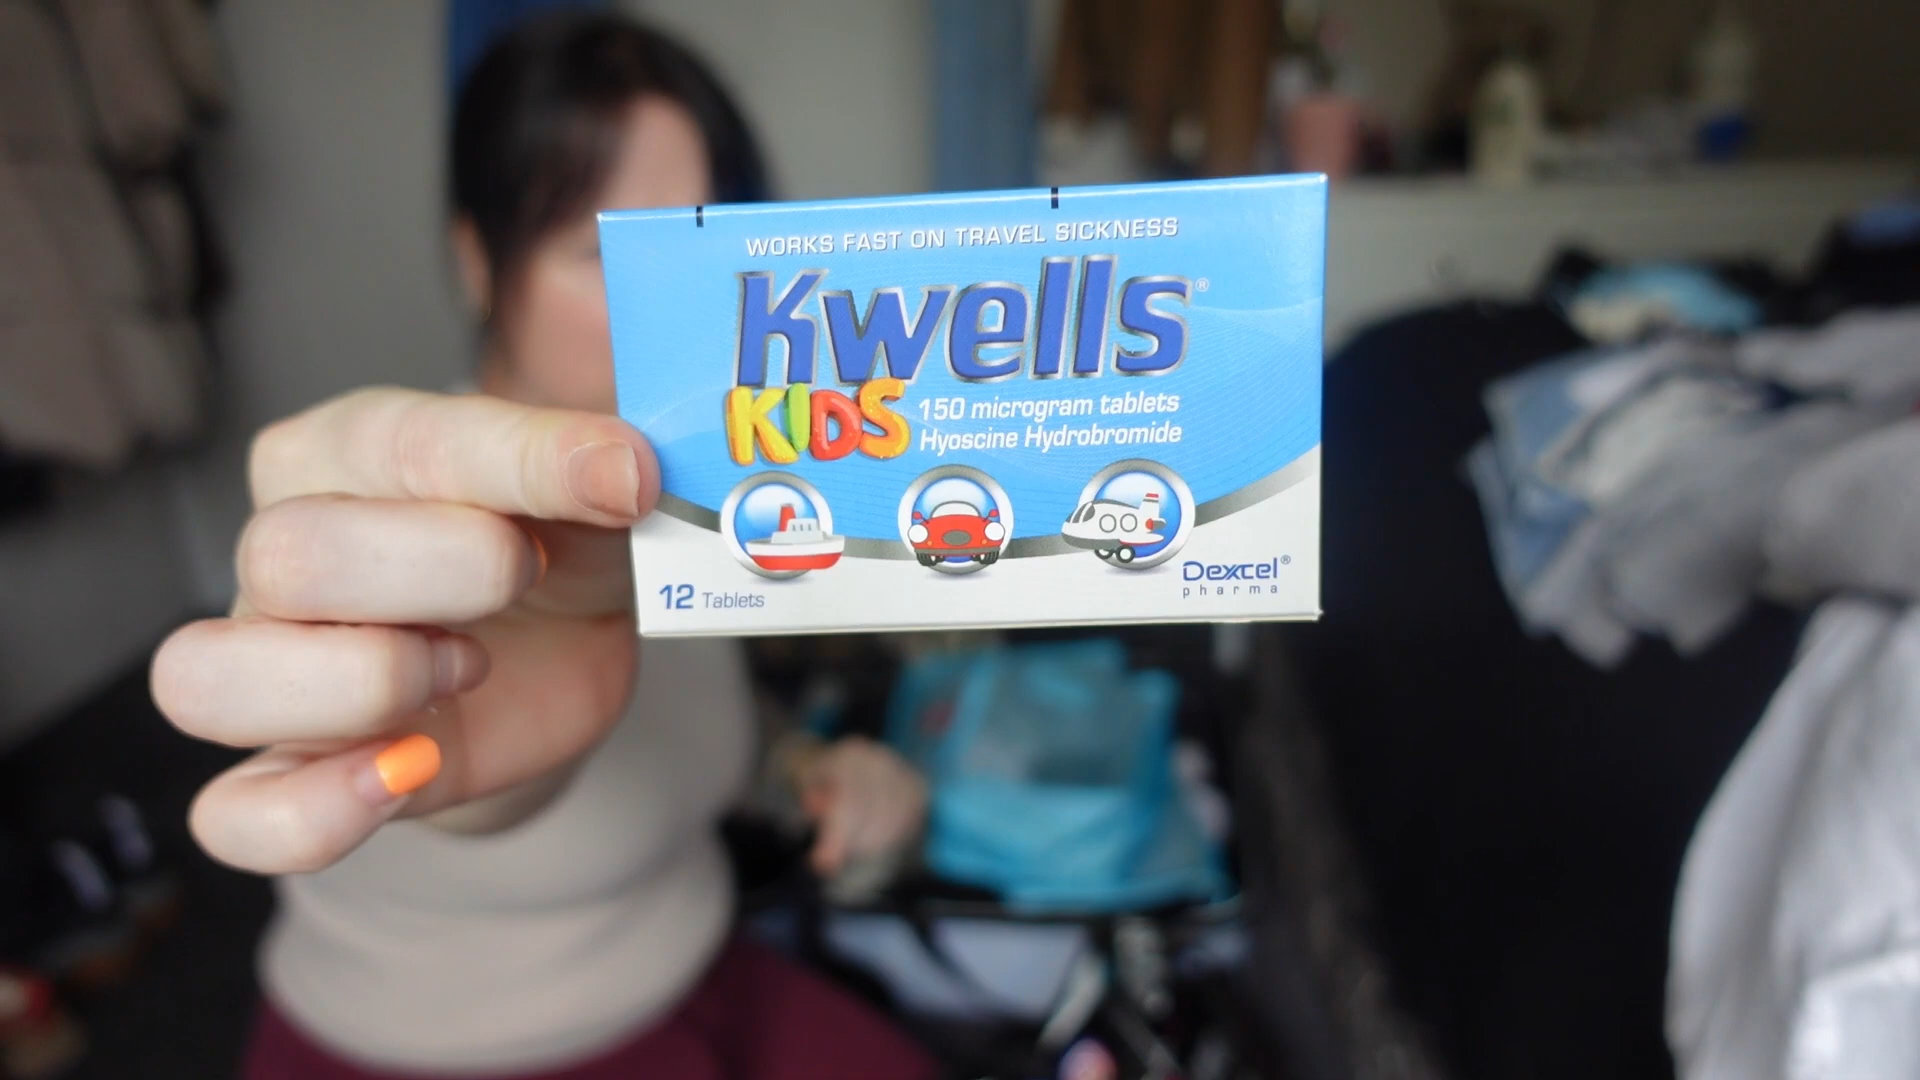 WORKS FAST ON TRAVEL SICKNESS
Kwells®
KIDS
150 microgram tablets
Hyoscine Hydrobromide
12 Tablets
Dexcel®
pharma